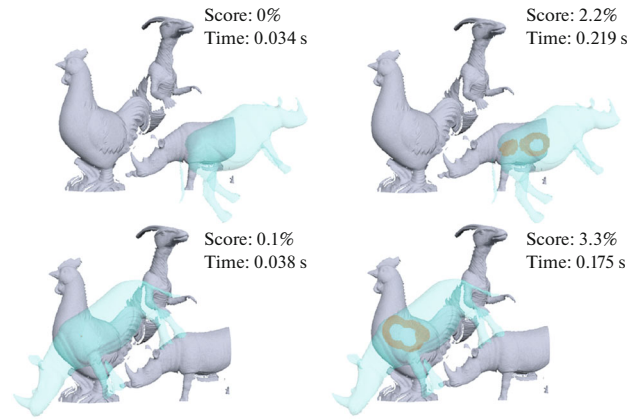 Score: 0%
Time: 0.034 s
Score: 2.2%
Time: 0.219 s
Score: 0.1%
Time: 0.038 s
Score: 3.3%
Time: 0.175 s